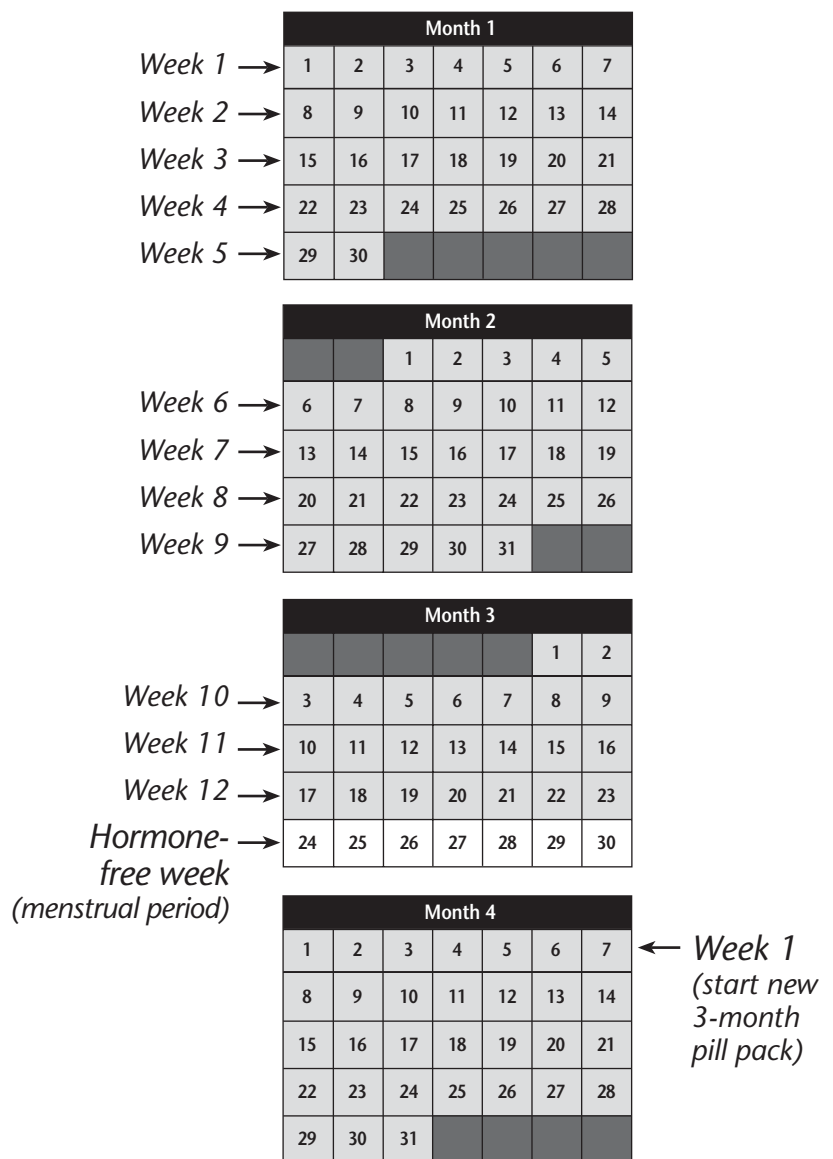 Month 1
Week 1 1 2 3 4 5 6 7
Week 2 8 9 10 11 12 13 14
Week 3 15 16 17 18 19 20 21
Week 4 22 23 24 25 26 27 28
Week 5 29 30
Month 2
1 2 3 4 5
Week 6 6 7 8 9 10 11 12
Week 7 13 14 15 16 17 18 19
Week 8 20 21 22 23 24 25 26
Week 9 27 28 29 30 31
Month 3
1 2
Week 10 3 4 5 6 7 8 9
Week 11 10 11 12 13 14 15 16
Week 12 17 18 19 20 21 22 23
Hormone- 24 25 26 27 28 29 30
free week
(menstrual period)
Month 4
1 2 3 4 5 6 7 Week 1
(start new
8 9 10 11 12 13 14
3-month
15 16 17 18 19 20 21
pill pack)
22 23 24 25 26 27 28
29 30 31